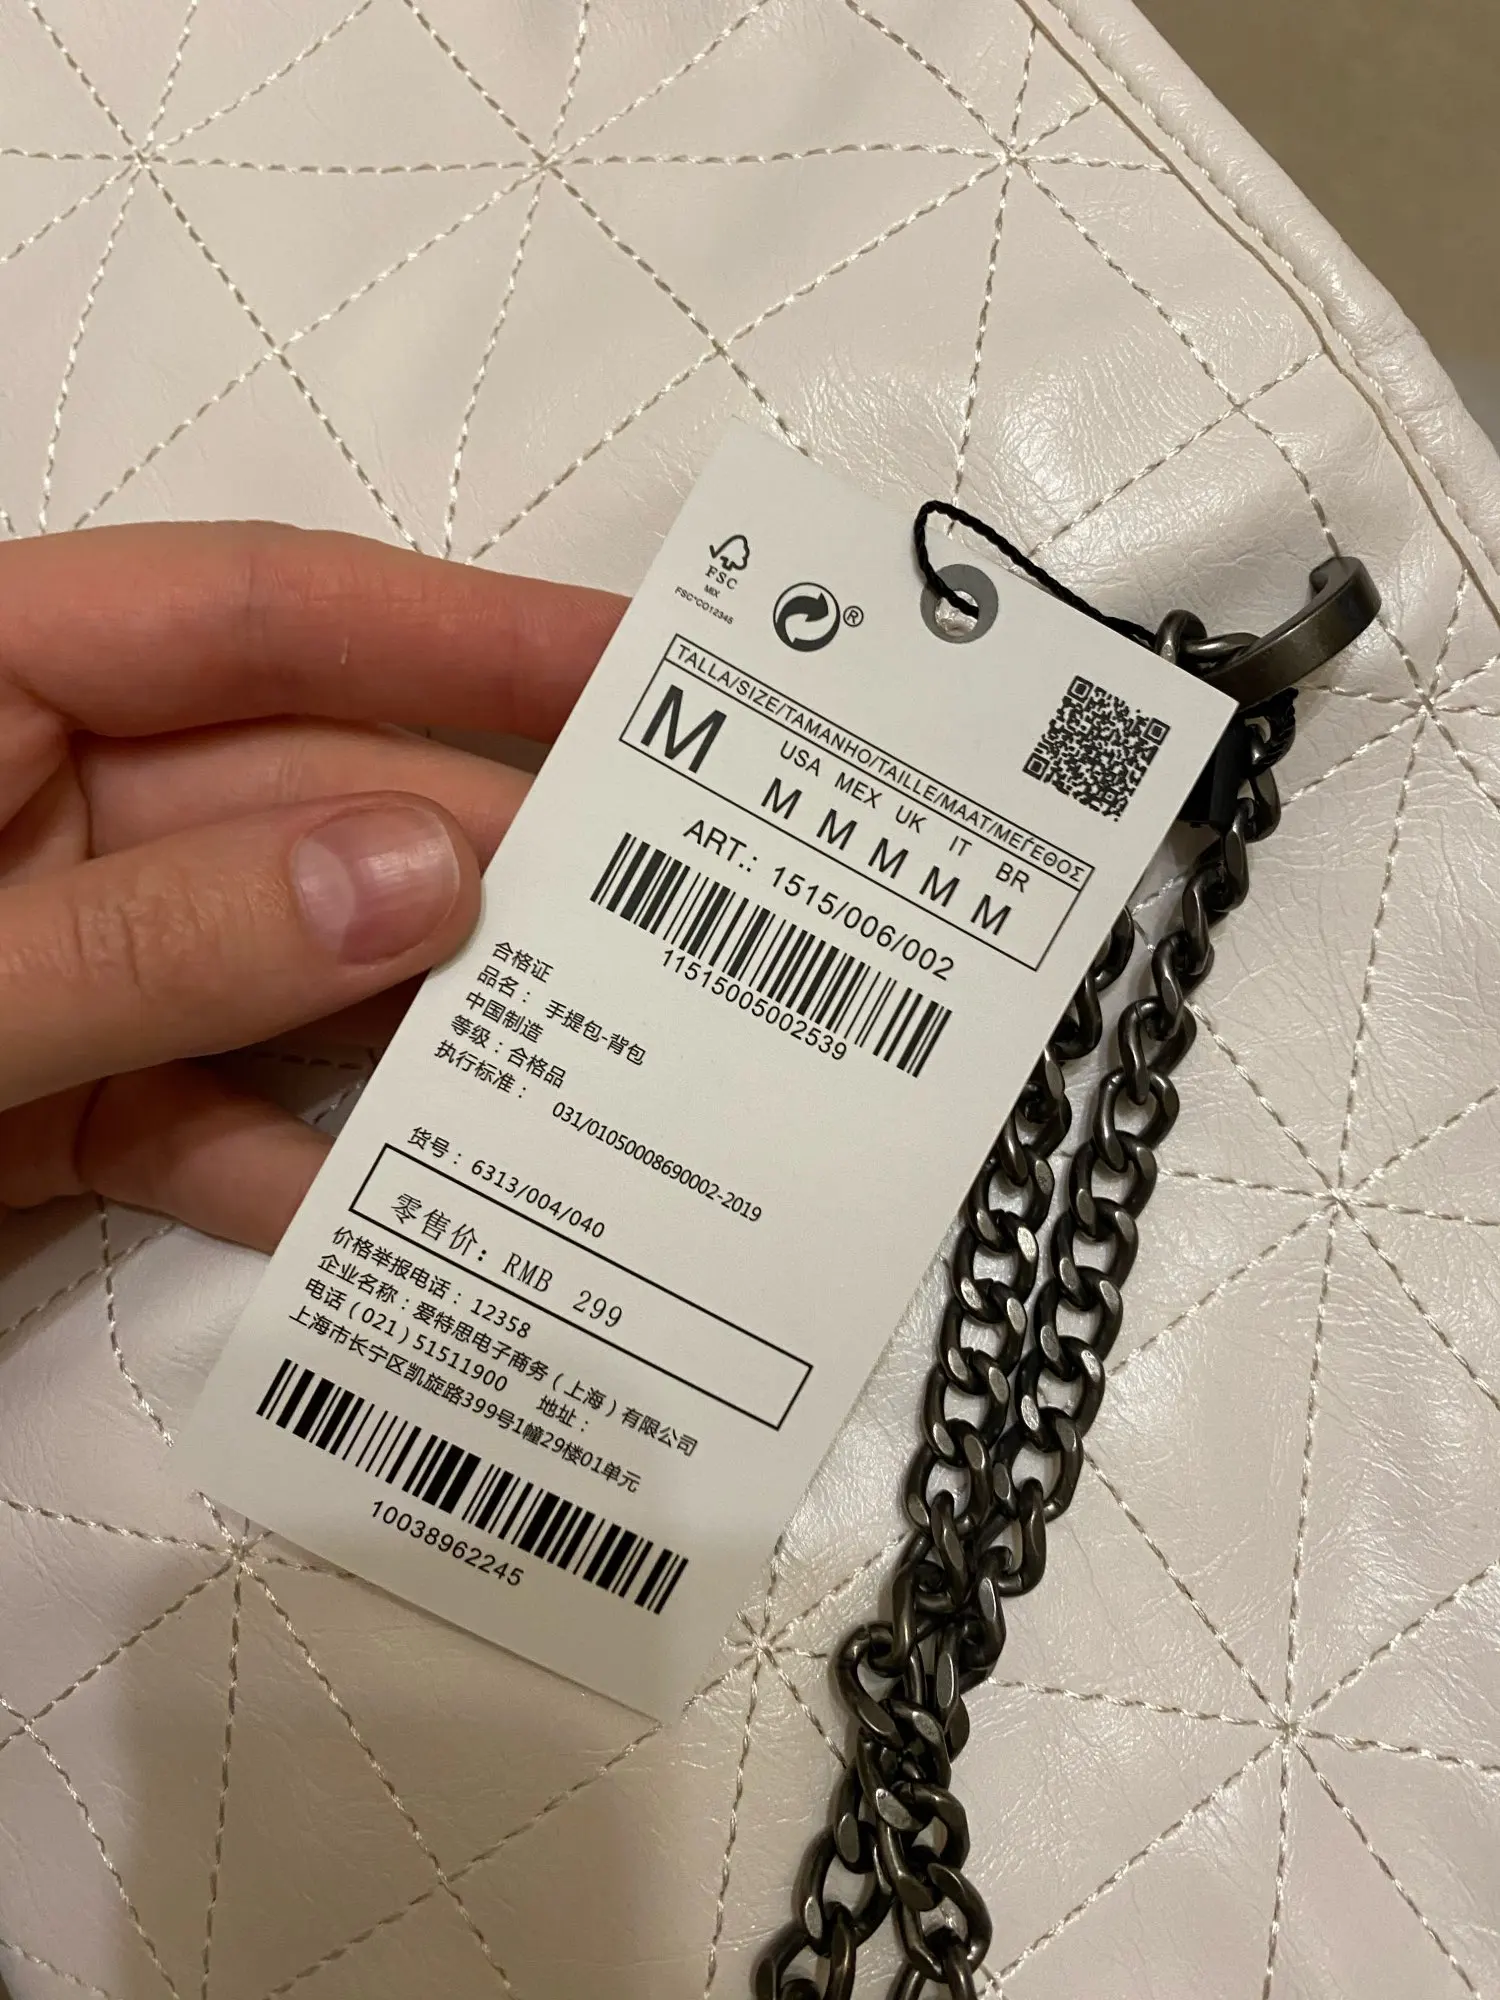 FSC
MIX
FSC®C012345
®
TALLA/SIZE/TAMANHO/TAILLE/MAAT/ΜΕΓΕΘΟΣ
M
USA MEX UK IT BR
M M M M M
ART.: 1515/006/002
11515005002539
合格证
品名： 手提包-背包
中国制造
等级：合格品
执行标准：
031/01050008690002-2019
货号：6313/004/040
零售价: RMB 299
价格举报电话：12358
企业名称：爱特思电子商务（上海）有限公司
电话（021）51511900 地址：
上海市长宁区凯旋路399号1幢29楼01单元
10038962245